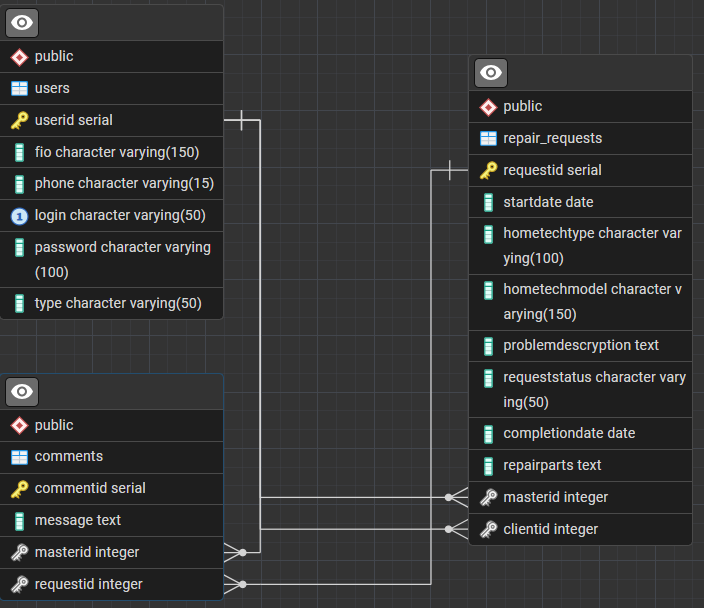 public
users
userid serial
fio character varying(150)
phone character varying(15)
1 login character varying(50)
password character varying
(100)
type character varying(50)
public
comments
commentid serial
message text
masterid integer
requestid integer
public
repair_requests
requestid serial
startdate date
hometechtype character var
ying(100)
hometechmodel character v
arying(150)
problemdescryption text
requeststatus character vary
ing(50)
completiondate date
repairparts text
masterid integer
clientid integer